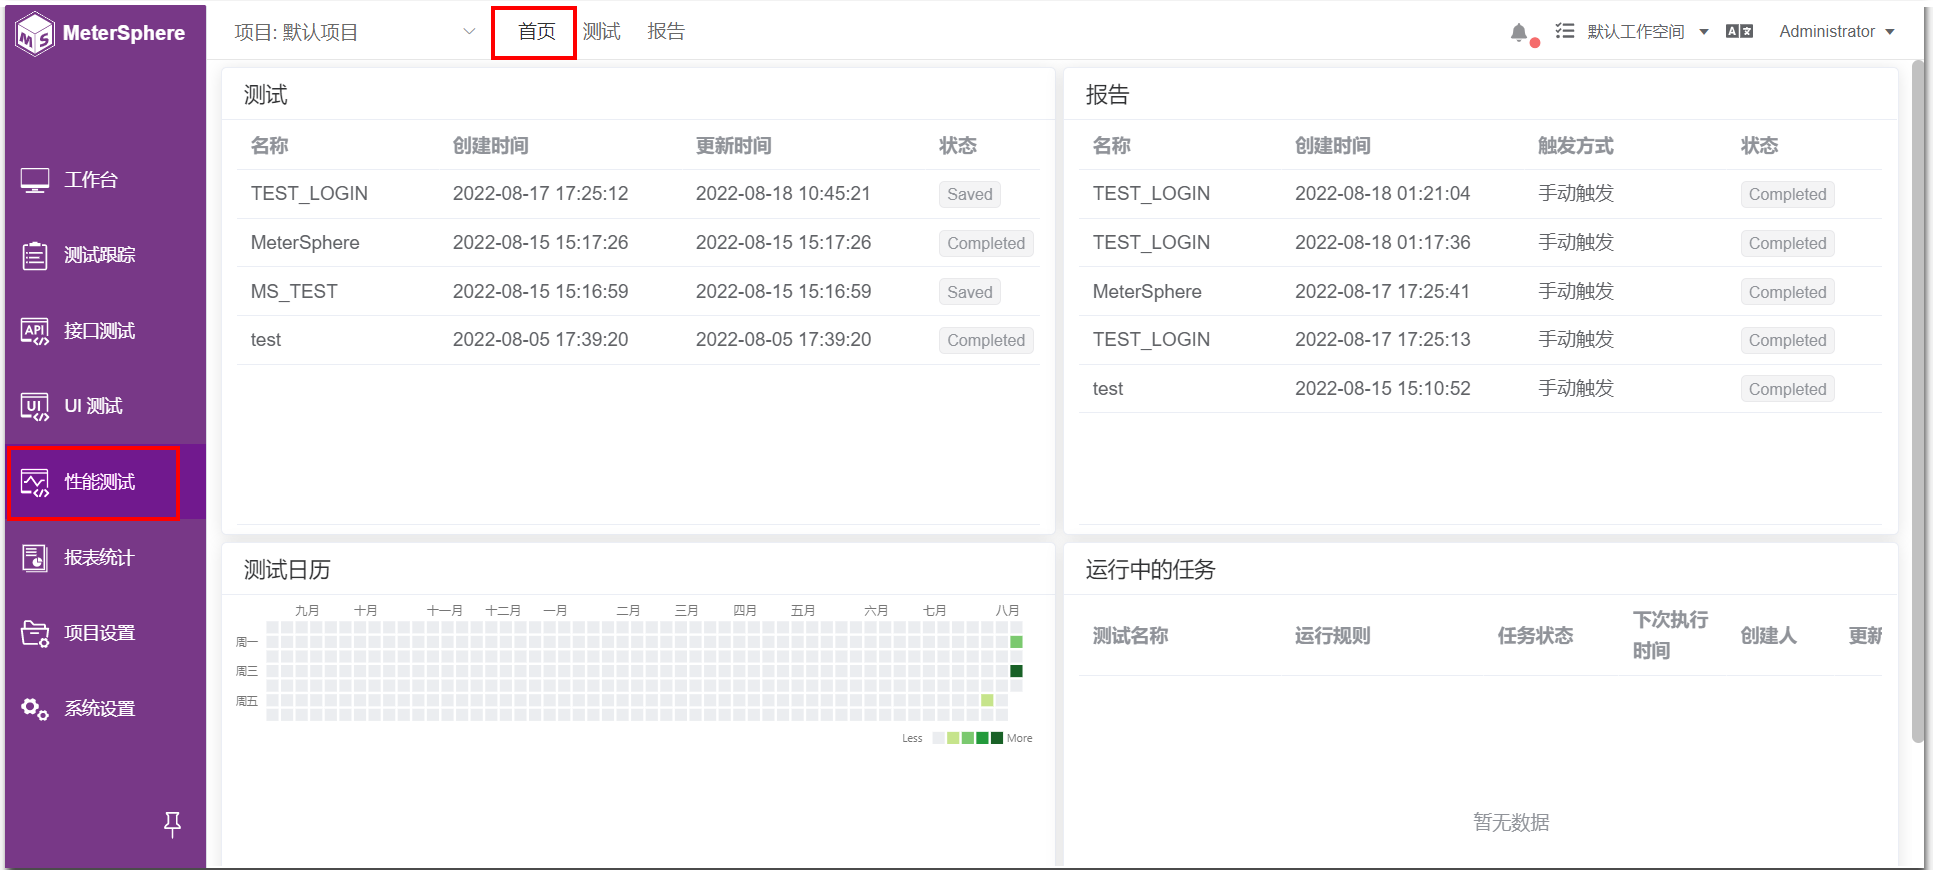 MeterSphere
项目: 默认项目
首页
测试
报告
默认工作空间
Administrator
工作台
测试跟踪
API
接口测试
UI
UI 测试
性能测试
报表统计
项目设置
系统设置
测试
名称 创建时间 更新时间 状态
TEST_LOGIN 2022-08-17 17:25:12 2022-08-18 10:45:21 Saved
MeterSphere 2022-08-15 15:17:26 2022-08-15 15:17:26 Completed
MS_TEST 2022-08-15 15:16:59 2022-08-15 15:16:59 Saved
test 2022-08-05 17:39:20 2022-08-05 17:39:20 Completed
报告
名称 创建时间 触发方式 状态
TEST_LOGIN 2022-08-18 01:21:04 手动触发 Completed
TEST_LOGIN 2022-08-18 01:17:36 手动触发 Completed
MeterSphere 2022-08-17 17:25:41 手动触发 Completed
TEST_LOGIN 2022-08-17 17:25:13 手动触发 Completed
test 2022-08-15 15:10:52 手动触发 Completed
测试日历
九月 十月 十一月 十二月 一月 二月 三月 四月 五月 六月 七月 八月
周一
周三
周五
Less More
运行中的任务
测试名称 运行规则 任务状态 下次执行时间 创建人 更新
暂无数据